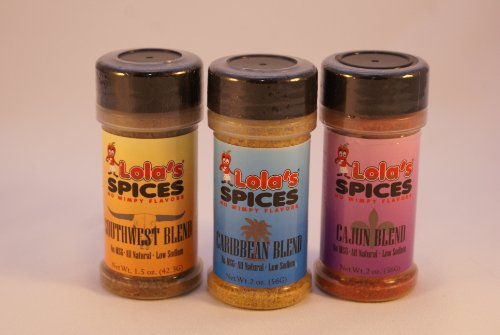 Lola's
SPICES
NO WIMPY FLAVORS
SOUTHWEST BLEND
No MSG · All Natural · Low Sodium
Net Wt. 1.5 oz. (42.5G)
Lola's
SPICES
NO WIMPY FLAVORS
CARIBBEAN BLEND
No MSG · All Natural · Low Sodium
Net Wt. 2 oz. (56G)
Lola's
SPICES
NO WIMPY FLAVORS
CAJUN BLEND
No MSG · All Natural · Low Sodium
Net Wt. 2 oz. (56G)